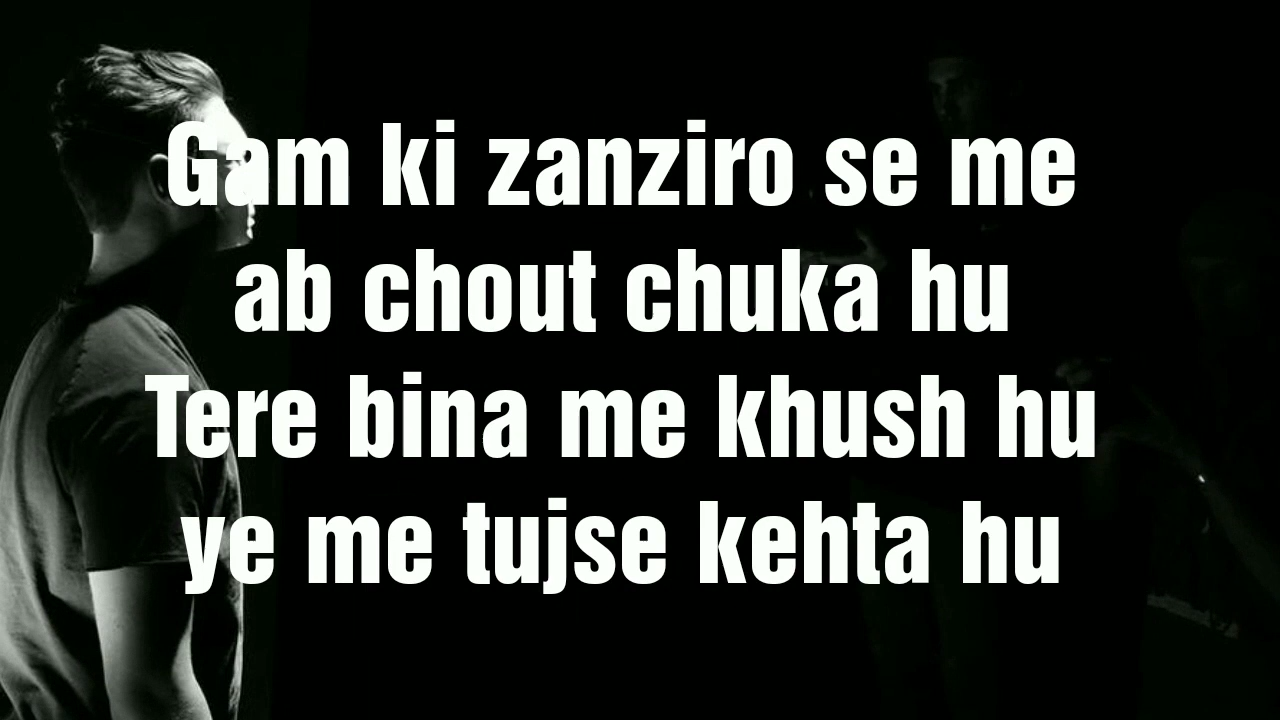 Gam ki zanziro se me
ab chout chuka hu
Tere bina me khush hu
ye me tujse kehta hu